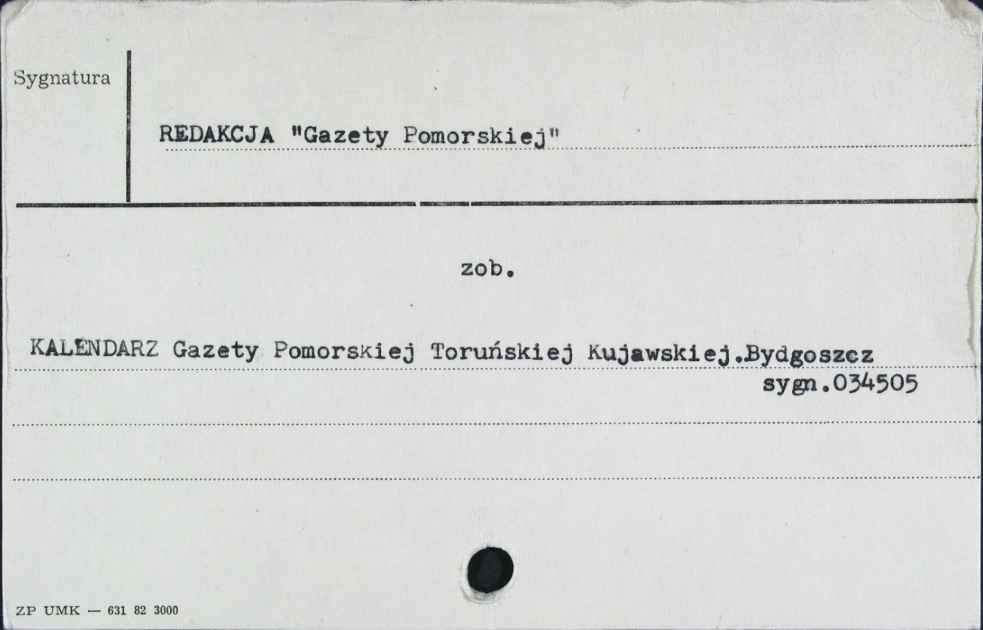 Sygnatura
REDAKCJA "Gazety Pomorskiej"
zob.
KALENDARZ Gazety Pomorskiej Toruńskiej Kujawskiej.Bydgoszcz
sygn.034505
ZP UMK — 631 82 3000